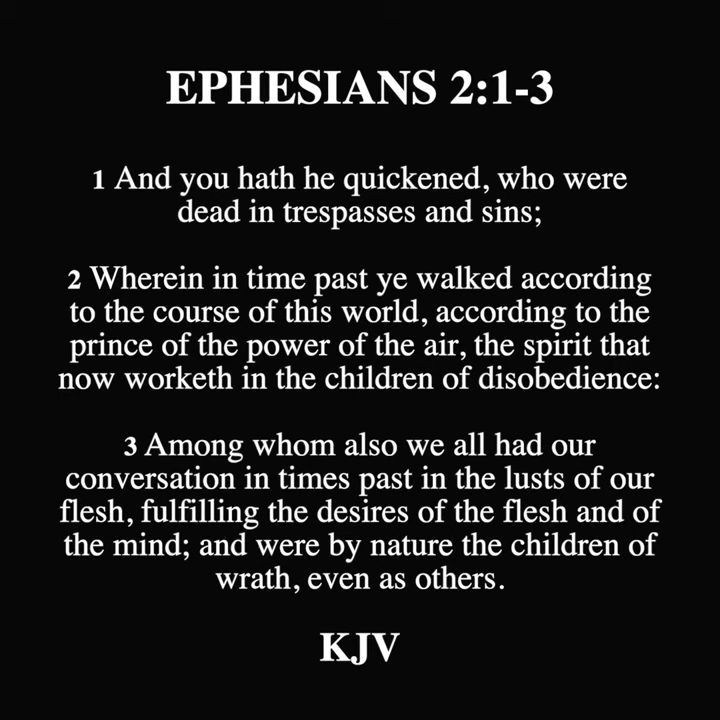 EPHESIANS 2:1-3
1 And you hath he quickened, who were
dead in trespasses and sins;
2 Wherein in time past ye walked according
to the course of this world, according to the
prince of the power of the air, the spirit that
now worketh in the children of disobedience:
3 Among whom also we all had our
conversation in times past in the lusts of our
flesh, fulfilling the desires of the flesh and of
the mind; and were by nature the children of
wrath, even as others.
KJV